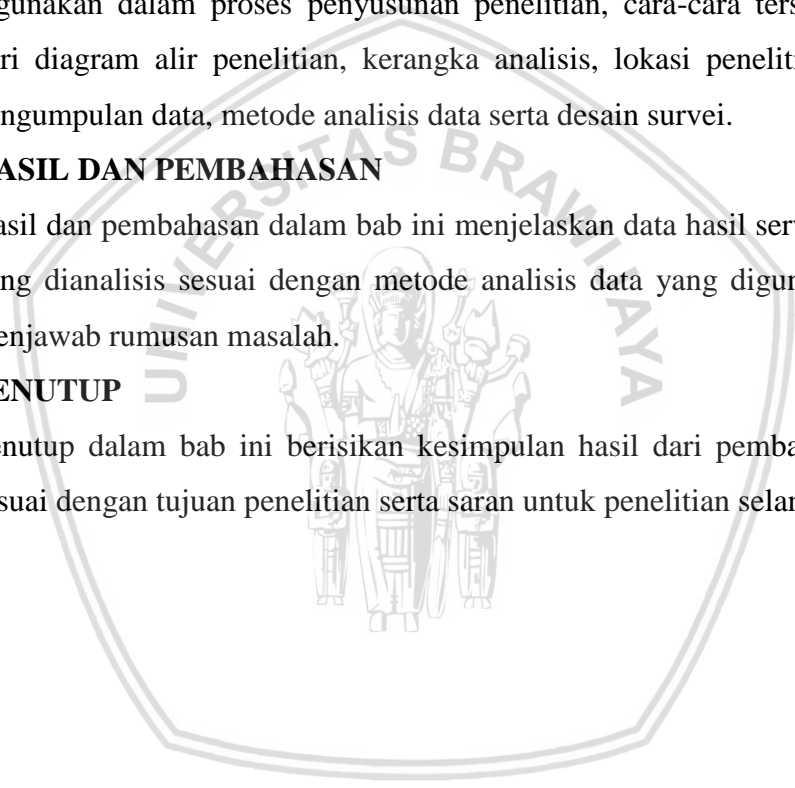 gunakan dalam proses penyusunan penelitian, cara-cara ters
ri diagram alir penelitian, kerangka analisis, lokasi penelit
ngumpulan data, metode analisis data serta desain survei.
ASIL DAN PEMBAHASAN
asil dan pembahasan dalam bab ini menjelaskan data hasil ser
ng dianalisis sesuai dengan metode analisis data yang digun
enjawab rumusan masalah.
ENUTUP
enutup dalam bab ini berisikan kesimpulan hasil dari pemba
suai dengan tujuan penelitian serta saran untuk penelitian selan
UNIVERSITAS BRAWIJAYA